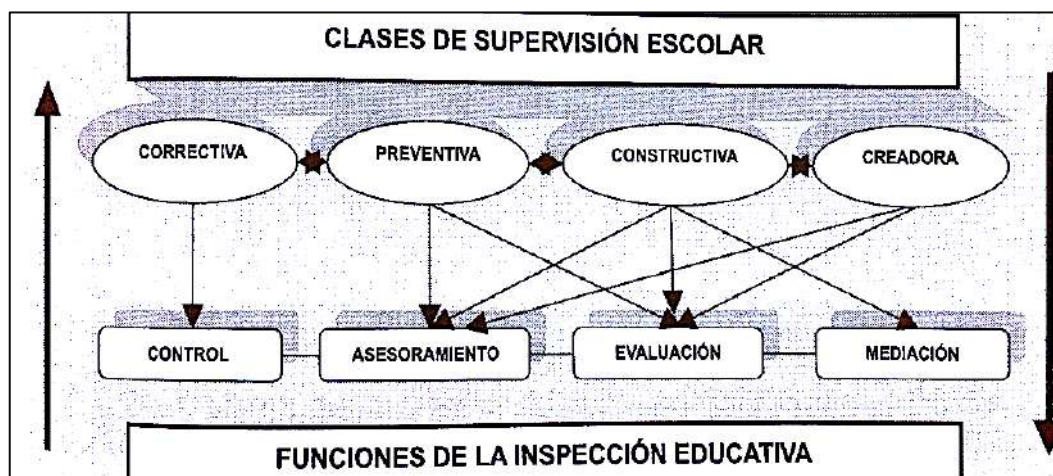 CLASES DE SUPERVISIÓN ESCOLAR
CORRECTIVA
PREVENTIVA
CONSTRUCTIVA
CREADORA
CONTROL
ASESORAMIENTO
EVALUACIÓN
MEDIACIÓN
FUNCIONES DE LA INSPECCIÓN EDUCATIVA